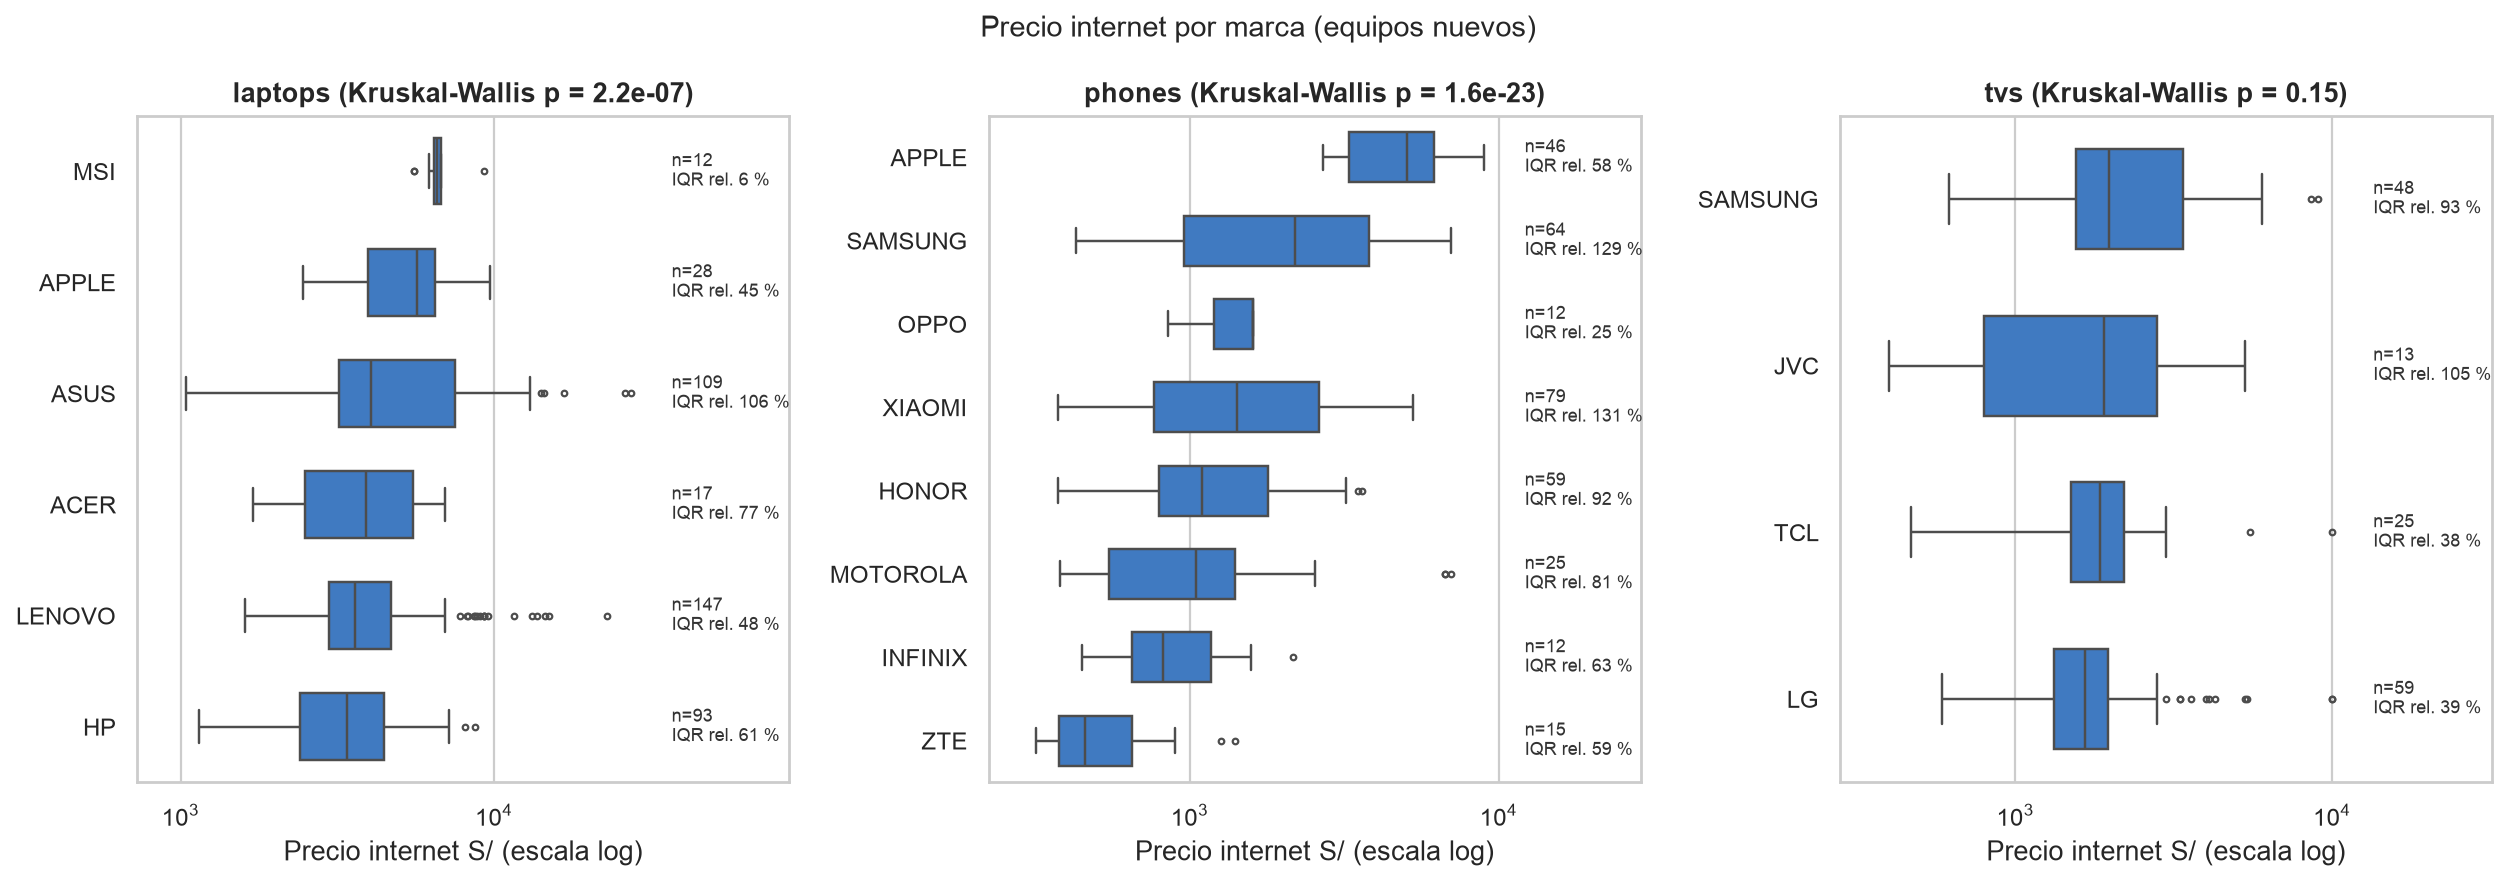 Precio internet por marca (equipos nuevos)
laptops (Kruskal-Wallis p = 2.2e-07)
MSI
n=12
IQR rel. 6 %
APPLE
n=28
IQR rel. 45 %
ASUS
n=109
IQR rel. 106 %
ACER
n=17
IQR rel. 77 %
LENOVO
n=147
IQR rel. 48 %
HP
n=93
IQR rel. 61 %
10³
10⁴
Precio internet S/ (escala log)
phones (Kruskal-Wallis p = 1.6e-23)
APPLE
n=46
IQR rel. 58 %
SAMSUNG
n=64
IQR rel. 129 %
OPPO
n=12
IQR rel. 25 %
XIAOMI
n=79
IQR rel. 131 %
HONOR
n=59
IQR rel. 92 %
MOTOROLA
n=25
IQR rel. 81 %
INFINIX
n=12
IQR rel. 63 %
ZTE
n=15
IQR rel. 59 %
10³
10⁴
Precio internet S/ (escala log)
tvs (Kruskal-Wallis p = 0.15)
SAMSUNG
n=48
IQR rel. 93 %
JVC
n=13
IQR rel. 105 %
TCL
n=25
IQR rel. 38 %
LG
n=59
IQR rel. 39 %
10³
10⁴
Precio internet S/ (escala log)